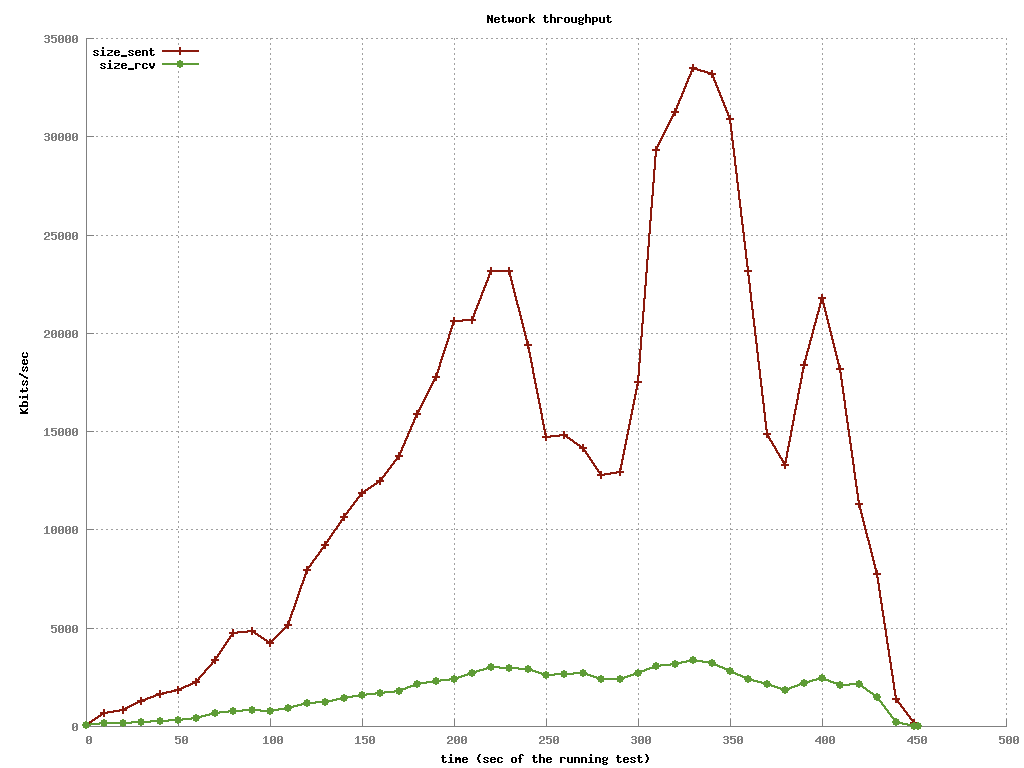 Network throughput
35000
size_sent
size_rcv
30000
25000
20000
Kbits/sec
15000
10000
5000
0
0 50 100 150 200 250 300 350 400 450 500
time (sec of the running test)